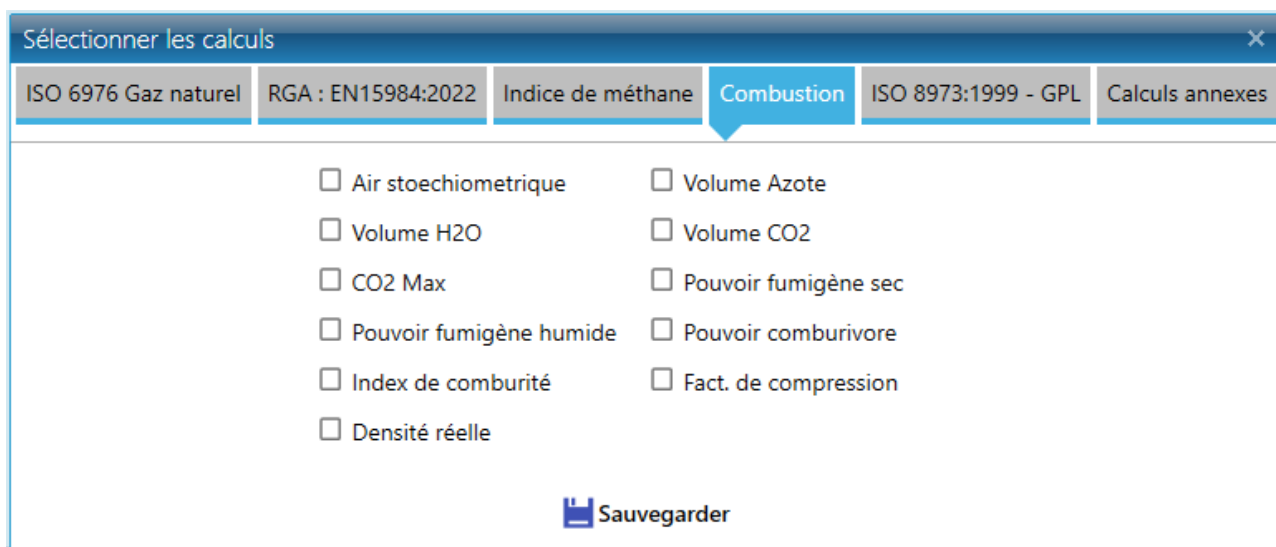 Sélectionner les calculs
ISO 6976 Gaz naturel RGA : EN15984:2022 Indice de méthane Combustion ISO 8973:1999 - GPL Calculs annexes
Air stoechiometrique Volume Azote
Volume H2O Volume CO2
CO2 Max Pouvoir fumigène sec
Pouvoir fumigène humide Pouvoir comburivore
Index de comburité Fact. de compression
Densité réelle
Sauvegarder